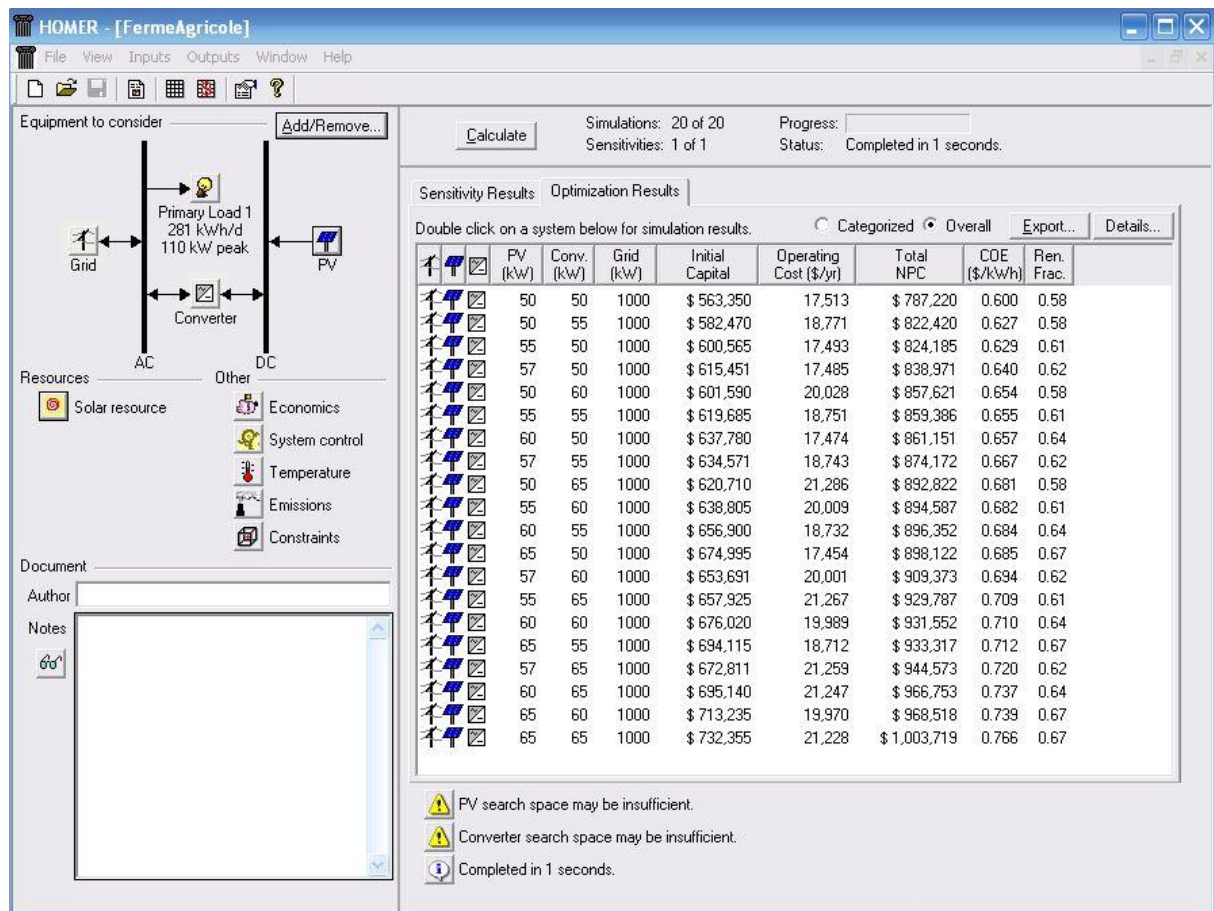 HOMER - [FermeAgricole]
File View Inputs Outputs Window Help
Equipment to consider
Add/Remove...
Primary Load 1
281 kWh/d
110 kW peak
Grid
PV
Converter
AC DC
Resources Other
Solar resource
Economics
System control
Temperature
Emissions
Constraints
Document
Author
Notes
Calculate
Simulations: 20 of 20 Progress:
Sensitivities: 1 of 1 Status: Completed in 1 seconds.
Sensitivity Results Optimization Results
Double click on a system below for simulation results. Categorized Overall Export... Details...
PV (kW) Conv. (kW) Grid (kW) Initial Capital Operating Cost ($/yr) Total NPC COE ($/kWh) Ren. Frac.
50 50 1000 $ 563,350 17,513 $ 787,220 0.600 0.58
50 55 1000 $ 582,470 18,771 $ 822,420 0.627 0.58
55 50 1000 $ 600,565 17,493 $ 824,185 0.629 0.61
57 50 1000 $ 615,451 17,485 $ 838,971 0.640 0.62
50 60 1000 $ 601,590 20,028 $ 857,621 0.654 0.58
55 55 1000 $ 619,685 18,751 $ 859,386 0.655 0.61
60 50 1000 $ 637,780 17,474 $ 861,151 0.657 0.64
57 55 1000 $ 634,571 18,743 $ 874,172 0.667 0.62
50 65 1000 $ 620,710 21,286 $ 892,822 0.681 0.58
55 60 1000 $ 638,805 20,009 $ 894,587 0.682 0.61
60 55 1000 $ 656,900 18,732 $ 896,352 0.684 0.64
65 50 1000 $ 674,995 17,454 $ 898,122 0.685 0.67
57 60 1000 $ 653,691 20,001 $ 909,373 0.694 0.62
55 65 1000 $ 657,925 21,267 $ 929,787 0.709 0.61
60 60 1000 $ 676,020 19,989 $ 931,552 0.710 0.64
65 55 1000 $ 694,115 18,712 $ 933,317 0.712 0.67
57 65 1000 $ 672,811 21,259 $ 944,573 0.720 0.62
60 65 1000 $ 695,140 21,247 $ 966,753 0.737 0.64
65 60 1000 $ 713,235 19,970 $ 968,518 0.739 0.67
65 65 1000 $ 732,355 21,228 $ 1,003,719 0.766 0.67
PV search space may be insufficient.
Converter search space may be insufficient.
Completed in 1 seconds.